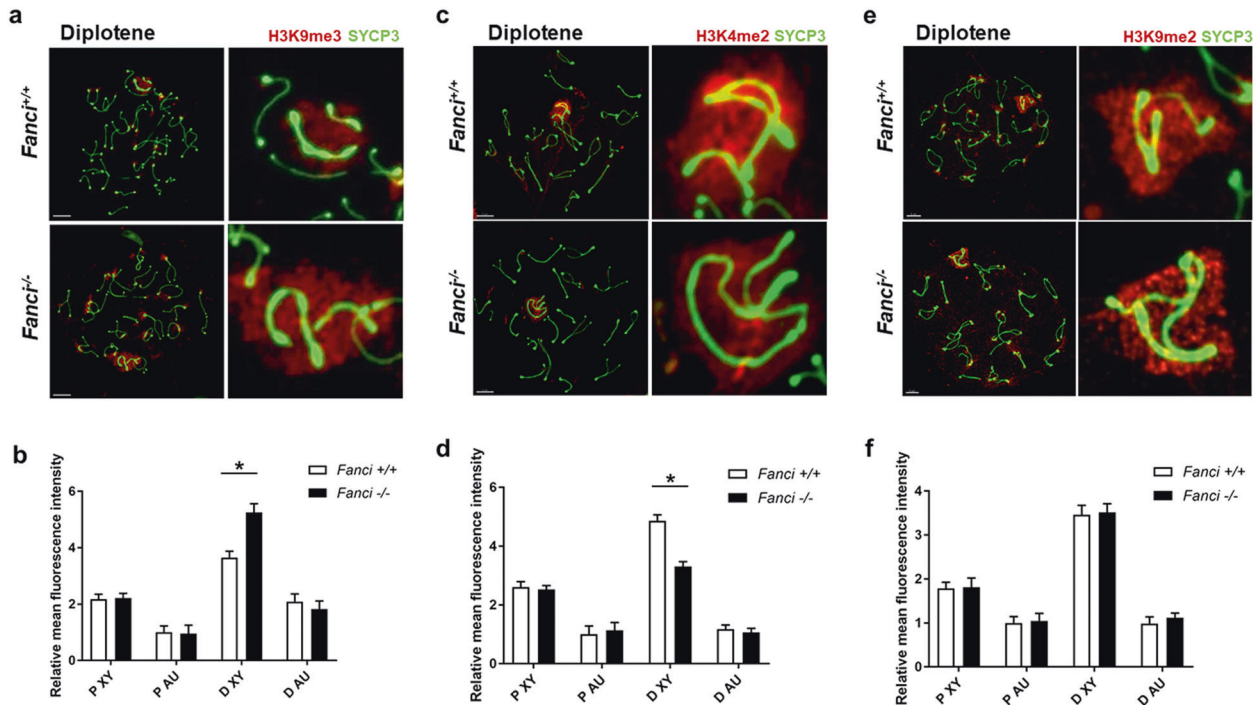 a
Diplotene
H3K9me3 SYCP3
Fanci+/+
Fanci-/-
c
Diplotene
H3K4me2 SYCP3
Fanci+/+
Fanci-/-
e
Diplotene
H3K9me2 SYCP3
Fanci+/+
Fanci-/-
b
Relative mean fluorescence intensity
6
4
2
0
*
Fanci +/+
Fanci -/-
P XY
P AU
D XY
D AU
d
Relative mean fluorescence intensity
6
4
2
0
*
Fanci +/+
Fanci -/-
P XY
P AU
D XY
D AU
f
Relative mean fluorescence intensity
4
3
2
1
0
Fanci +/+
Fanci -/-
P XY
P AU
D XY
D AU